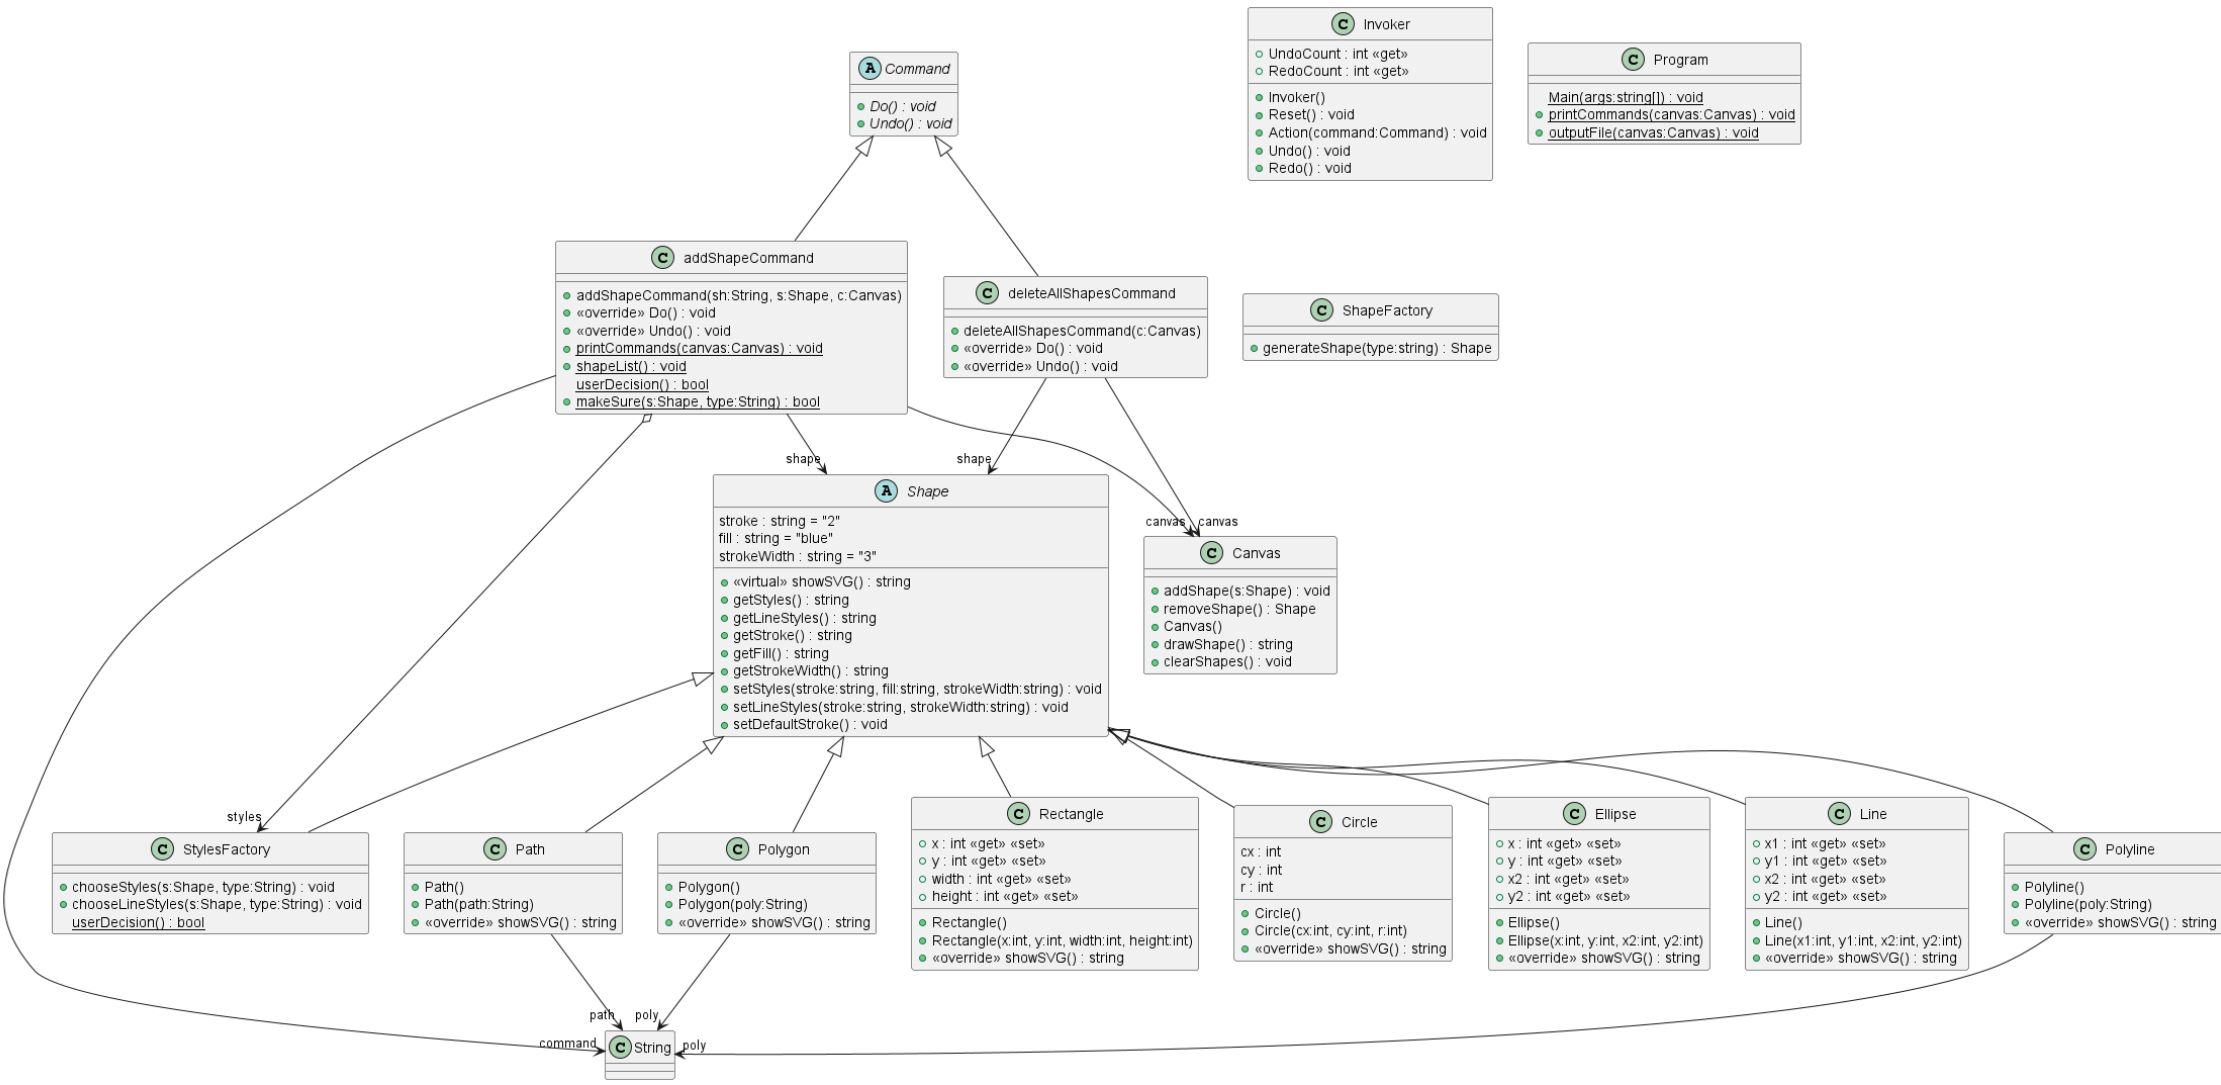 C Invoker
UndoCount : int «get»
RedoCount : int «get»
Invoker()
Reset() : void
Action(command:Command) : void
Undo() : void
Redo() : void
C Program
Main(args:string[]) : void
printCommands(canvas:Canvas) : void
outputFile(canvas:Canvas) : void
A Command
Do() : void
Undo() : void
C addShapeCommand
addShapeCommand(sh:String, s:Shape, c:Canvas)
«override» Do() : void
«override» Undo() : void
printCommands(canvas:Canvas) : void
shapeList() : void
userDecision() : bool
makeSure(s:Shape, type:String) : bool
C deleteAllShapesCommand
deleteAllShapesCommand(c:Canvas)
«override» Do() : void
«override» Undo() : void
C ShapeFactory
generateShape(type:string) : Shape
shape
shape
canvas
canvas
A Shape
stroke : string = "2"
fill : string = "blue"
strokeWidth : string = "3"
«virtual» showSVG() : string
getStyles() : string
getLineStyles() : string
getStroke() : string
getFill() : string
getStrokeWidth() : string
setStyles(stroke:string, fill:string, strokeWidth:string) : void
setLineStyles(stroke:string, strokeWidth:string) : void
setDefaultStroke() : void
C Canvas
addShape(s:Shape) : void
removeShape() : Shape
Canvas()
drawShape() : string
clearShapes() : void
styles
C StylesFactory
chooseStyles(s:Shape, type:String) : void
chooseLineStyles(s:Shape, type:String) : void
userDecision() : bool
C Path
Path()
Path(path:String)
«override» showSVG() : string
C Polygon
Polygon()
Polygon(poly:String)
«override» showSVG() : string
C Rectangle
x : int «get» «set»
y : int «get» «set»
width : int «get» «set»
height : int «get» «set»
Rectangle()
Rectangle(x:int, y:int, width:int, height:int)
«override» showSVG() : string
C Circle
cx : int
cy : int
r : int
Circle()
Circle(cx:int, cy:int, r:int)
«override» showSVG() : string
C Ellipse
x : int «get» «set»
y : int «get» «set»
x2 : int «get» «set»
y2 : int «get» «set»
Ellipse()
Ellipse(x:int, y:int, x2:int, y2:int)
«override» showSVG() : string
C Line
x1 : int «get» «set»
y1 : int «get» «set»
x2 : int «get» «set»
y2 : int «get» «set»
Line()
Line(x1:int, y1:int, x2:int, y2:int)
«override» showSVG() : string
C Polyline
Polyline()
Polyline(poly:String)
«override» showSVG() : string
path
poly
command
poly
C String